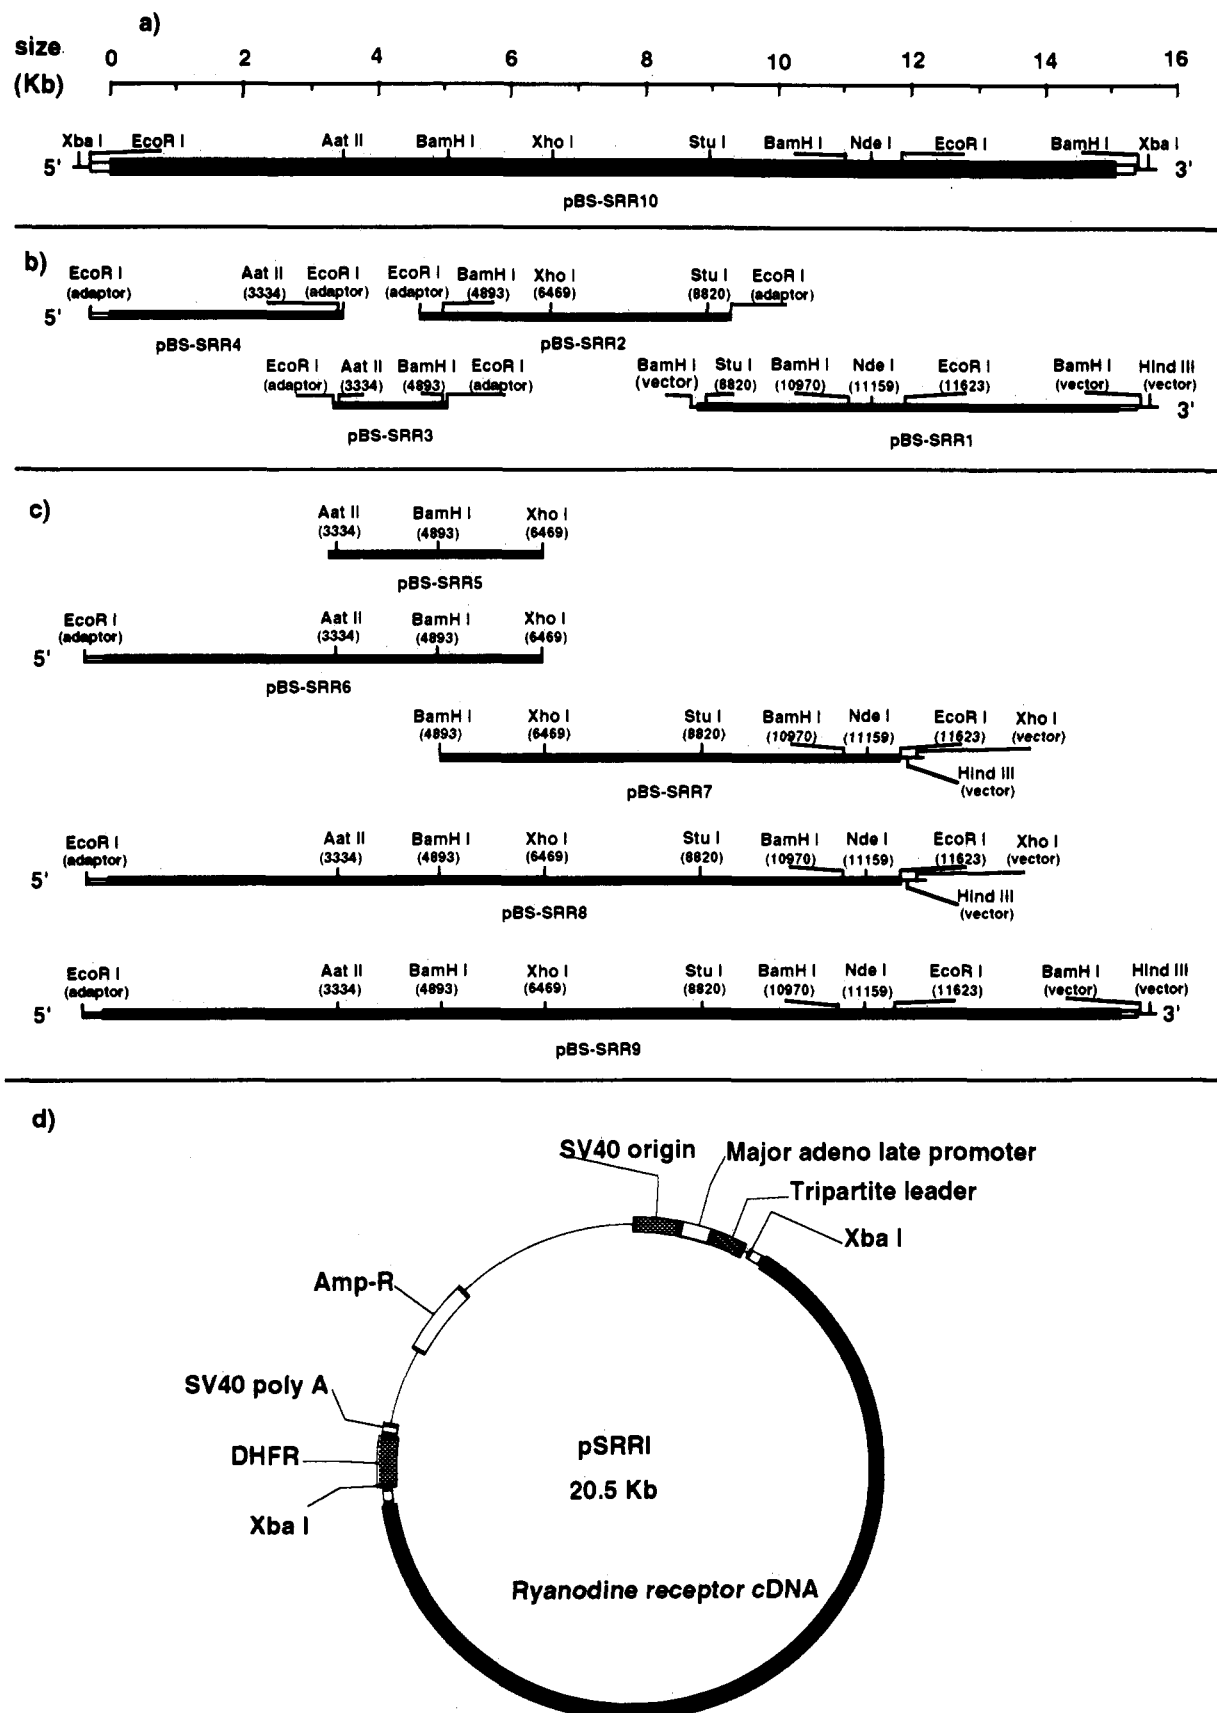 a)
size 0 2 4 6 8 10 12 14 16
(Kb)
Xba I EcoR I Aat II BamH I Xho I Stu I BamH I Nde I EcoR I BamH I Xba I
5' 3'
pBS-SRR10
b)
EcoR I Aat II EcoR I EcoR I BamH I Xho I Stu I EcoR I
(adaptor) (3334) (adaptor) (adaptor) (4893) (6469) (8820) (adaptor)
5'
pBS-SRR4 pBS-SRR2
EcoR I Aat II BamH I EcoR I BamH I Stu I BamH I Nde I EcoR I BamH I Hind III
(adaptor) (3334) (4893) (adaptor) (vector) (8820) (10970) (11159) (11623) (vector) (vector)
3'
pBS-SRR3 pBS-SRR1
c)
Aat II BamH I Xho I
(3334) (4893) (6469)
pBS-SRR5
EcoR I Aat II BamH I Xho I
(adaptor) (3334) (4893) (6469)
5'
pBS-SRR6
BamH I Xho I Stu I BamH I Nde I EcoR I Xho I
(4893) (6469) (8820) (10970) (11159) (11623) (vector)
Hind III
(vector)
pBS-SRR7
EcoR I Aat II BamH I Xho I Stu I BamH I Nde I EcoR I Xho I
(adaptor) (3334) (4893) (6469) (8820) (10970) (11159) (11623) (vector)
5'
Hind III
(vector)
pBS-SRR8
EcoR I Aat II BamH I Xho I Stu I BamH I Nde I EcoR I BamH I Hind III
(adaptor) (3334) (4893) (6469) (8820) (10970) (11159) (11623) (vector) (vector)
5' 3'
pBS-SRR9
d)
SV40 origin
Major adeno late promoter
Tripartite leader
Xba I
Amp-R
SV40 poly A
DHFR
Xba I
pSRRI
20.5 Kb
Ryanodine receptor cDNA